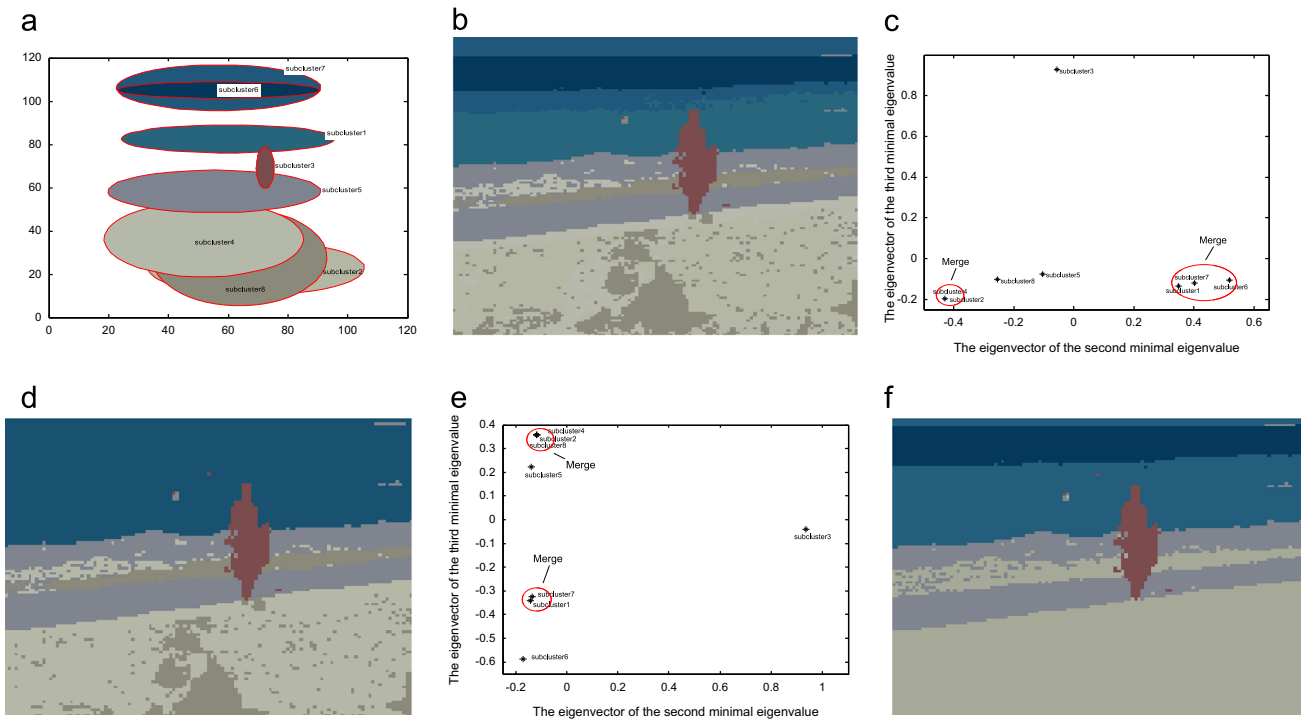 a
120
100
80
60
40
20
0
0
20
40
60
80
100
120
subcluster7
subcluster6
subcluster1
subcluster3
subcluster5
subcluster4
subcluster2
subcluster8
b
c
The eigenvector of the third minimal eigenvalue
0.8
0.6
0.4
0.2
0
-0.2
-0.4
-0.2
0
0.2
0.4
0.6
The eigenvector of the second minimal eigenvalue
subcluster3
Merge
Merge
subcluster7
subcluster5
subcluster8
subcluster1
subcluster6
subcluster4
subcluster2
d
e
The eigenvector of the third minimal eigenvalue
0.4
0.3
0.2
0.1
0
-0.1
-0.2
-0.3
-0.4
-0.5
-0.6
-0.2
0
0.2
0.4
0.6
0.8
1
The eigenvector of the second minimal eigenvalue
subcluster4
subcluster2
subcluster8
Merge
subcluster5
subcluster3
Merge
subcluster7
subcluster1
subcluster6
f